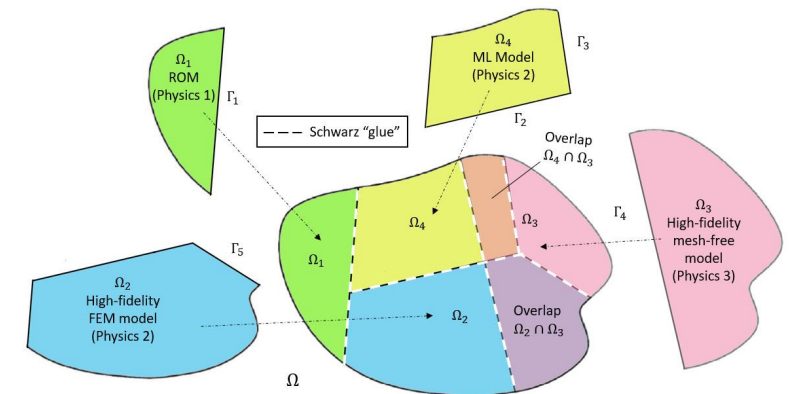 Ω₁
ROM
(Physics 1)
Γ₁
Ω₄
ML Model
(Physics 2)
Γ₃
Γ₂
Schwarz “glue”
Overlap
Ω₄ ∩ Ω₃
Ω₃
High-fidelity
mesh-free
model
(Physics 3)
Γ₄
Γ₅
Ω₂
High-fidelity
FEM model
(Physics 2)
Ω₁
Ω₄
Ω₃
Ω₂
Overlap
Ω₂ ∩ Ω₃
Ω